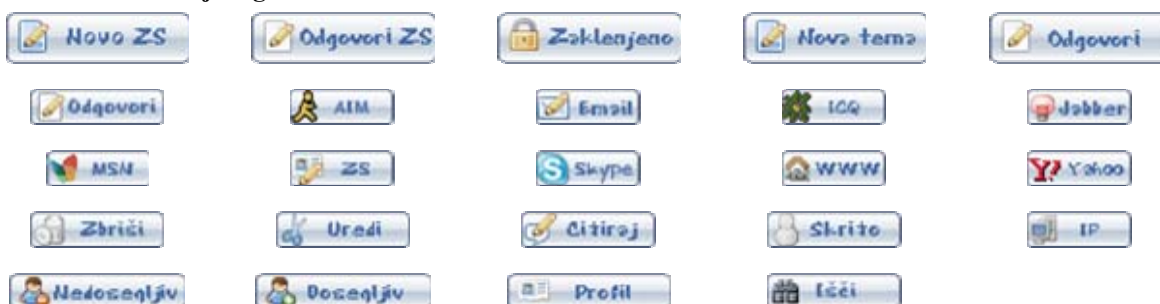 Novo ZS Odgovori ZS Zaklenjeno Nova tema Odgovori
Odgovori AIM Email ICQ Jabber
MSN ZS Skype WWW Yahoo
Zbriši Uredi Citiraj Skrito IP
Nedosegljiv Dosegljiv Profil Išči